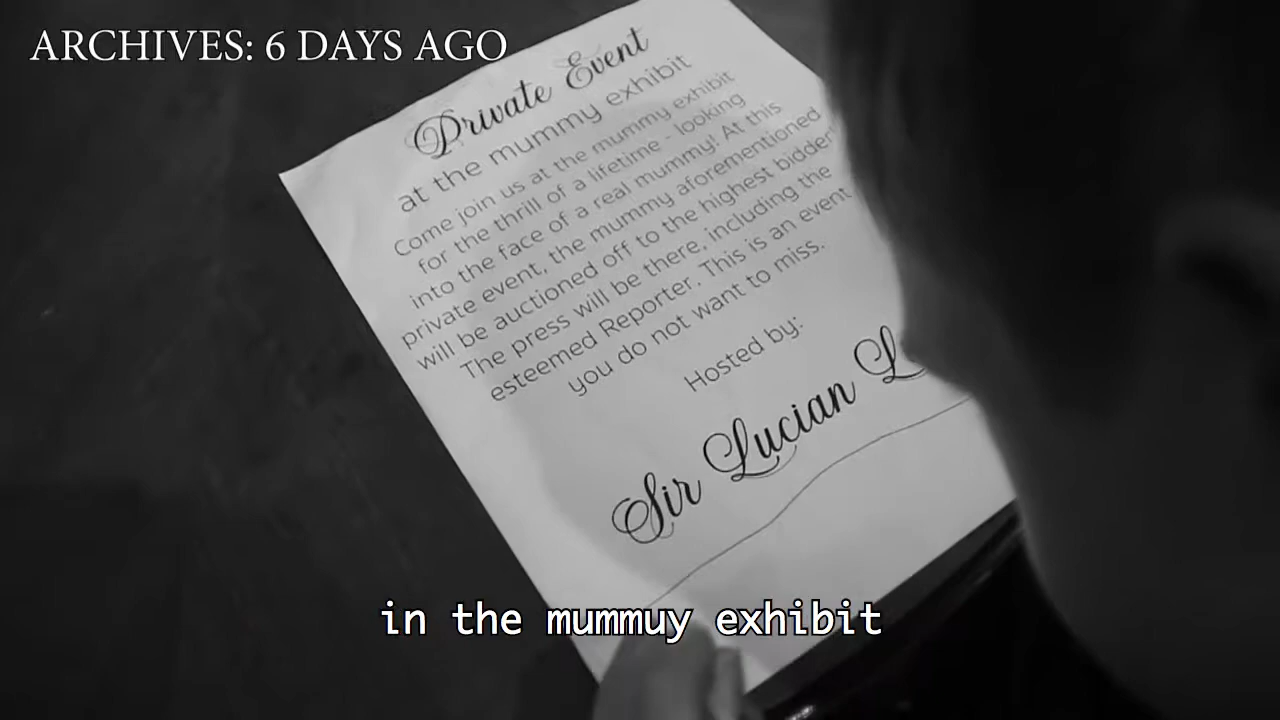 ARCHIVES: 6 DAYS AGO
Private Event
at the mummy exhibit
Come join us at the mummy exhibit
for the thrill of a lifetime - looking
into the face of a real mummy! At this
private event, the mummy aforementioned
will be auctioned off to the highest bidder!
The press will be there, including the
esteemed Reporter. This is an event
you do not want to miss.
Hosted by:
Sir Lucian
in the mummuy exhibit